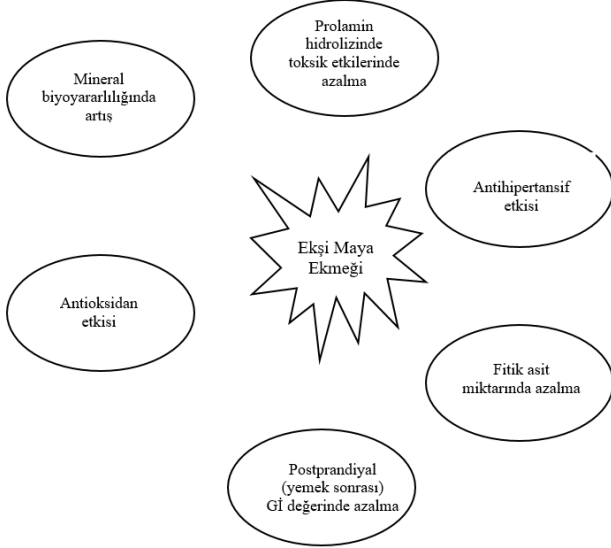 Prolamin
hidrolizinde
toksik etkilerinde
azalma
Mineral
biyoyararlılığında
artış
Antihipertansif
etkisi
Ekşi Maya
Ekmeği
Antioksidan
etkisi
Fitik asit
miktarında azalma
Postprandiyal
(yemek sonrası)
Gİ değerinde azalma